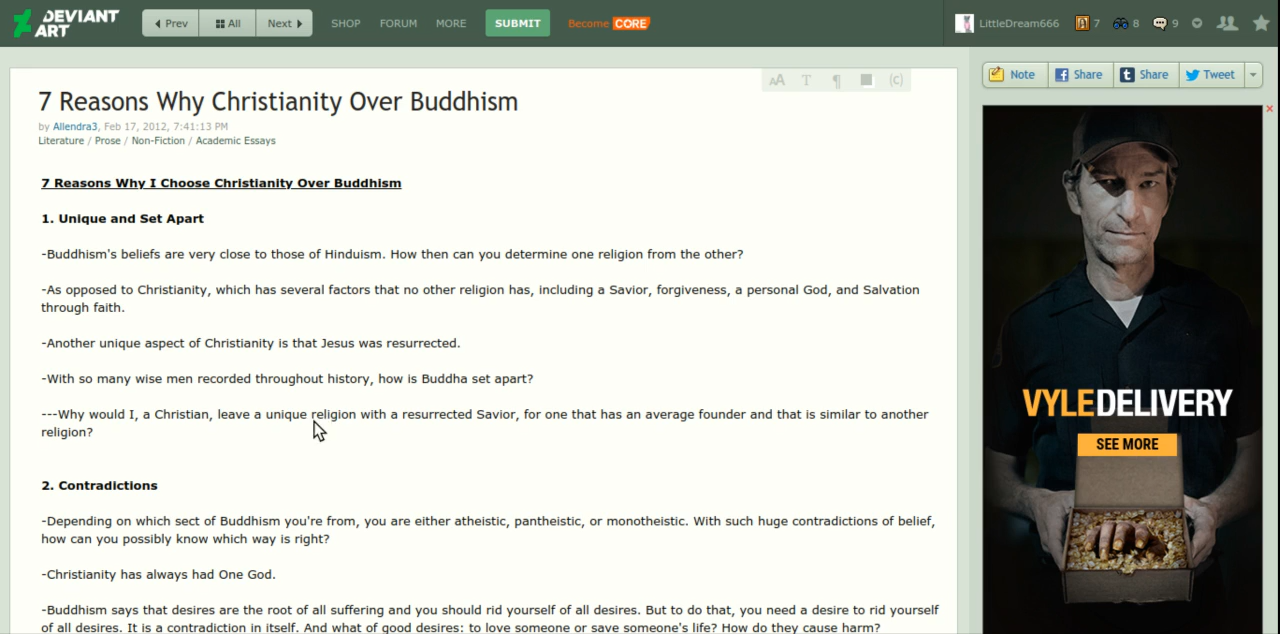 DEVIANT ART
Prev
All
Next
SHOP
FORUM
MORE
SUBMIT
Become CORE
LittleDream666
7
8
9
AA T ¶ (C)
Note
Share
Share
Tweet
7 Reasons Why Christianity Over Buddhism
by Allendra3, Feb 17, 2012, 7:41:13 PM
Literature / Prose / Non-Fiction / Academic Essays
7 Reasons Why I Choose Christianity Over Buddhism
1. Unique and Set Apart
-Buddhism's beliefs are very close to those of Hinduism. How then can you determine one religion from the other?
-As opposed to Christianity, which has several factors that no other religion has, including a Savior, forgiveness, a personal God, and Salvation
through faith.
-Another unique aspect of Christianity is that Jesus was resurrected.
-With so many wise men recorded throughout history, how is Buddha set apart?
---Why would I, a Christian, leave a unique religion with a resurrected Savior, for one that has an average founder and that is similar to another
religion?
2. Contradictions
-Depending on which sect of Buddhism you're from, you are either atheistic, pantheistic, or monotheistic. With such huge contradictions of belief,
how can you possibly know which way is right?
-Christianity has always had One God.
-Buddhism says that desires are the root of all suffering and you should rid yourself of all desires. But to do that, you need a desire to rid yourself
of all desires. It is a contradiction in itself. And what of good desires: to love someone or save someone's life? How do they cause harm?
VYLEDELIVERY
SEE MORE